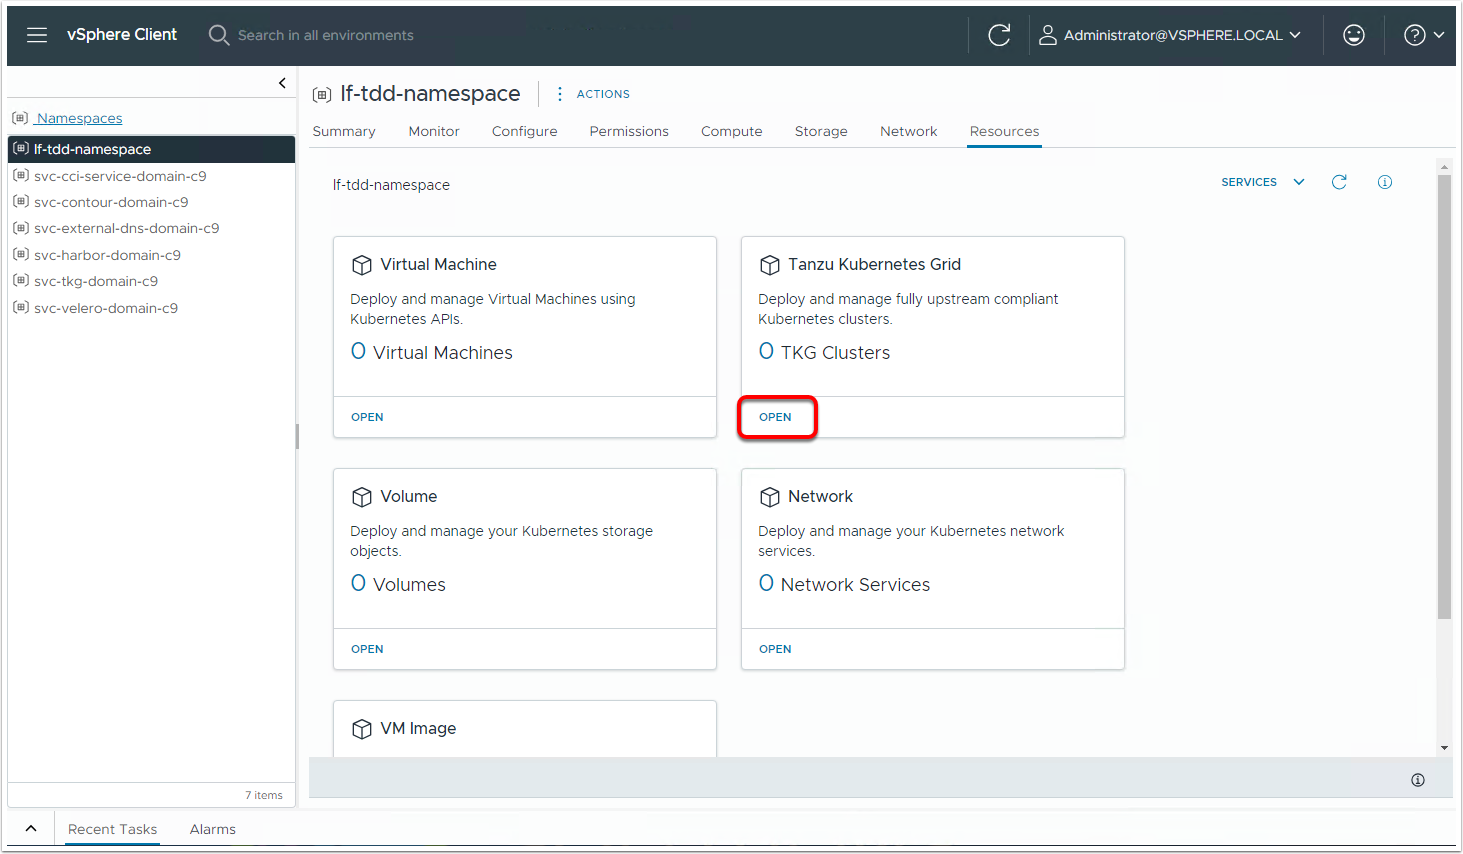 vSphere Client
Search in all environments
Administrator@VSPHERE.LOCAL
Namespaces
lf-tdd-namespace
svc-cci-service-domain-c9
svc-contour-domain-c9
svc-external-dns-domain-c9
svc-harbor-domain-c9
svc-tkg-domain-c9
svc-velero-domain-c9
7 items
lf-tdd-namespace
ACTIONS
Summary Monitor Configure Permissions Compute Storage Network Resources
lf-tdd-namespace
SERVICES
Virtual Machine
Deploy and manage Virtual Machines using
Kubernetes APIs.
0 Virtual Machines
OPEN
Tanzu Kubernetes Grid
Deploy and manage fully upstream compliant
Kubernetes clusters.
0 TKG Clusters
OPEN
Volume
Deploy and manage your Kubernetes storage
objects.
0 Volumes
OPEN
Network
Deploy and manage your Kubernetes network
services.
0 Network Services
OPEN
VM Image
Recent Tasks Alarms